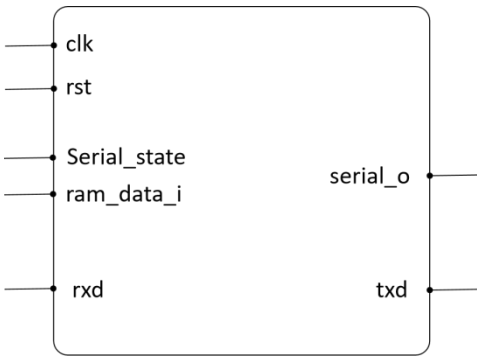 clk
rst
Serial_state
ram_data_i
serial_o
rxd
txd